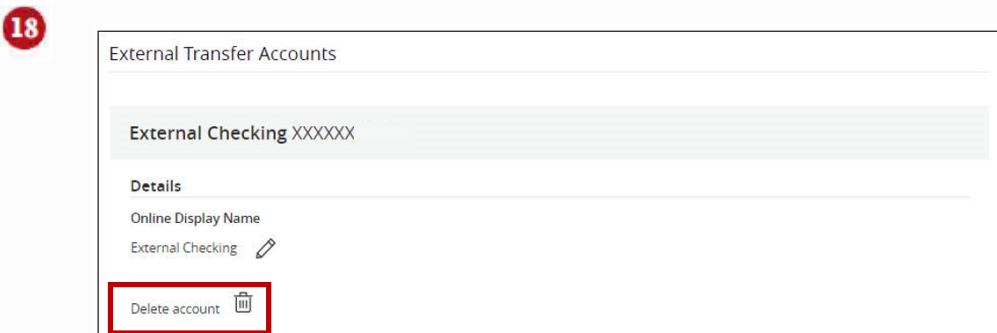 18
External Transfer Accounts
External Checking XXXXXX
Details
Online Display Name
External Checking
Delete account